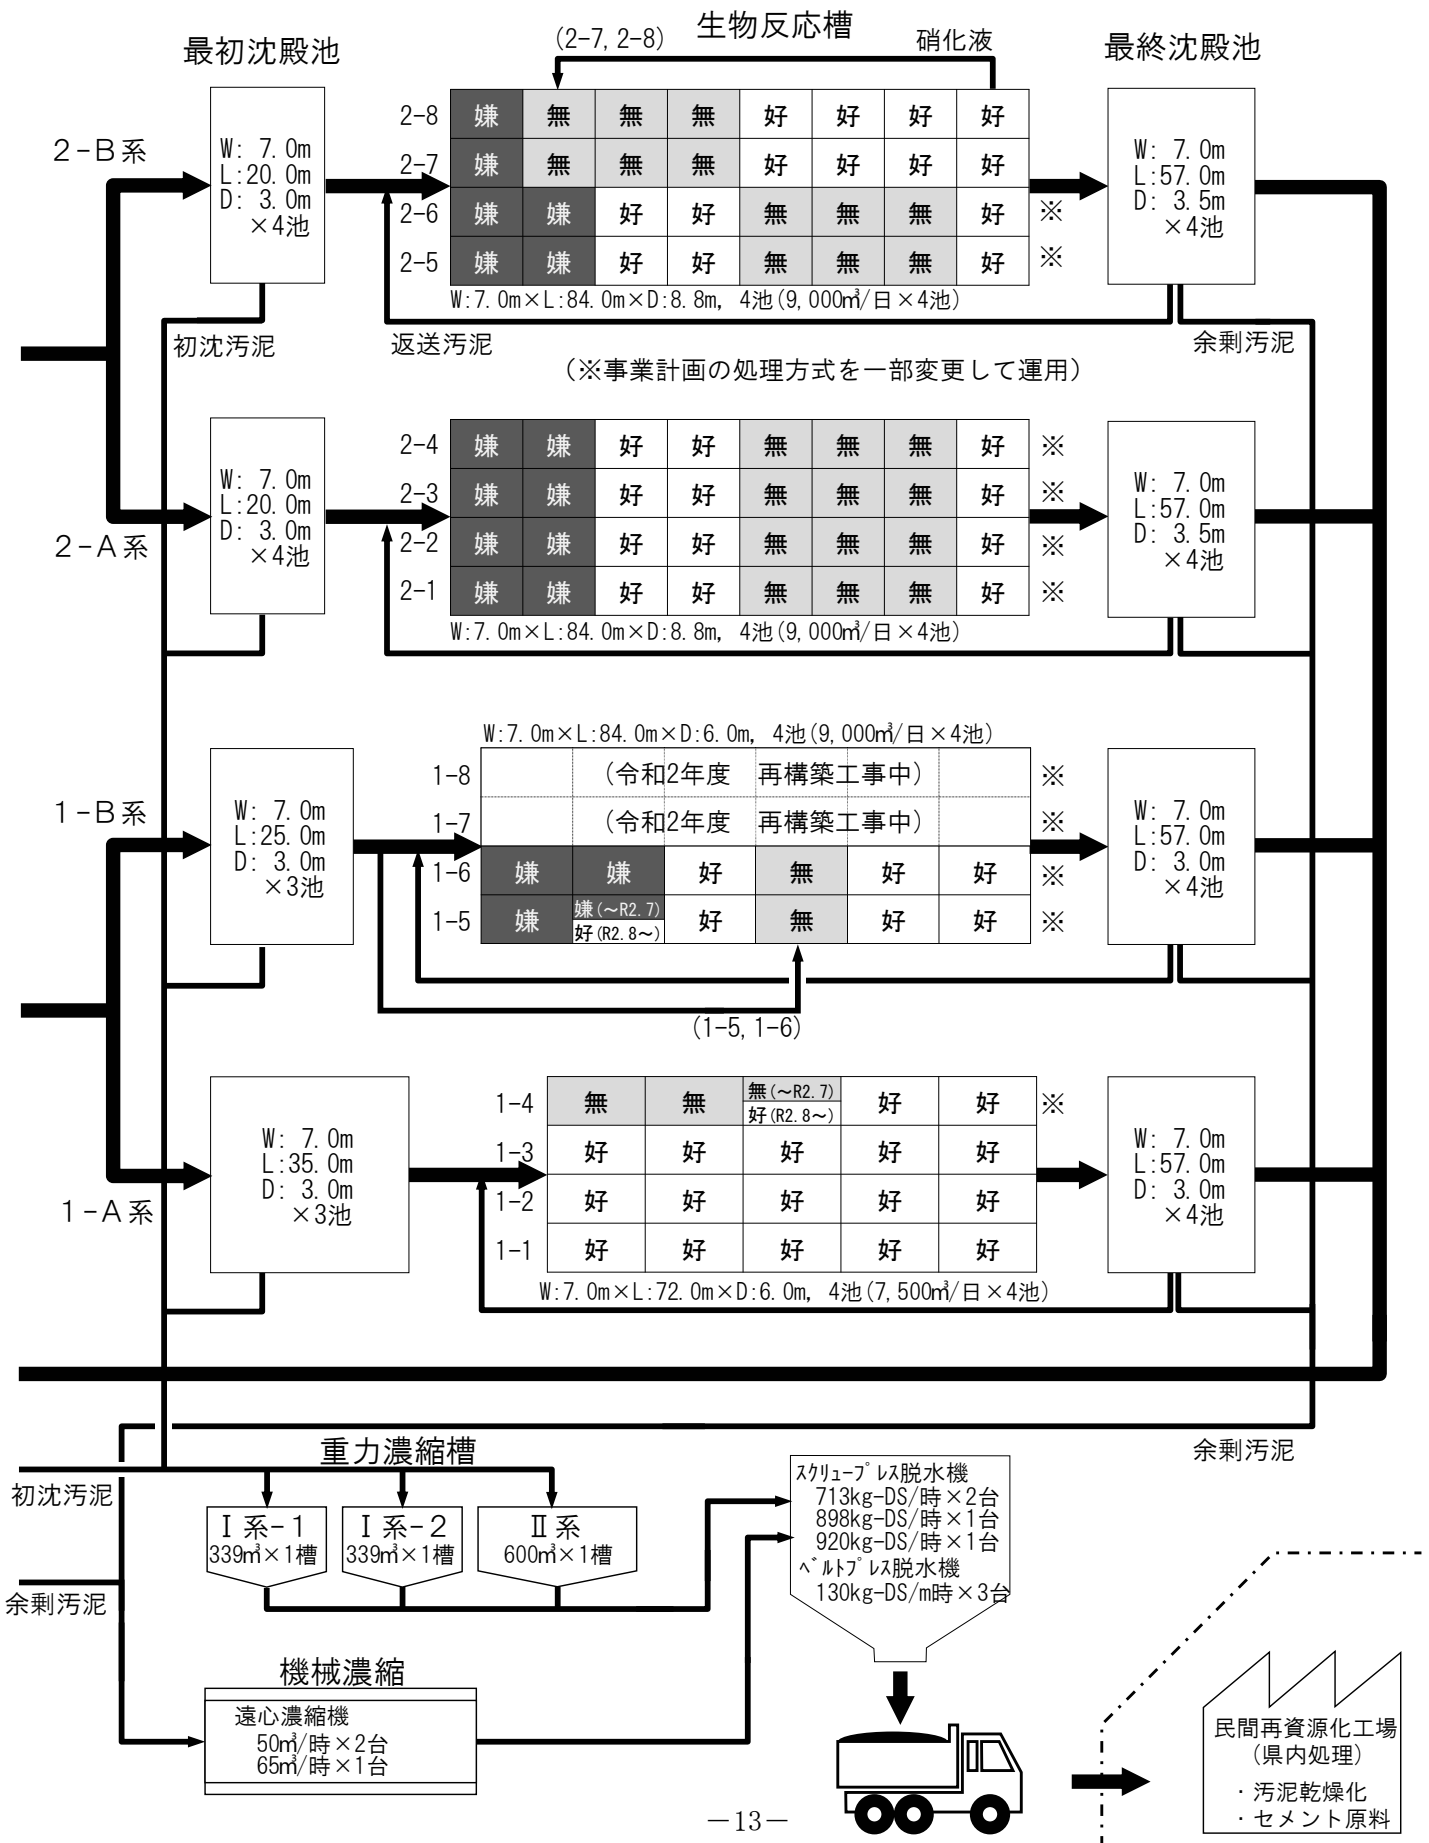 最初沈殿池
(2-7, 2-8)
生物反応槽
硝化液
最終沈殿池
2-B系
W: 7.0m
L:20.0m
D: 3.0m
×4池
2-8 嫌 無 無 無 好 好 好 好
2-7 嫌 無 無 無 好 好 好 好
2-6 嫌 嫌 好 好 無 無 無 好 ※
2-5 嫌 嫌 好 好 無 無 無 好 ※
W:7.0m×L:84.0m×D:8.8m, 4池(9,000㎥/日×4池)
W: 7.0m
L:57.0m
D: 3.5m
×4池
初沈汚泥
返送汚泥
余剰汚泥
(※事業計画の処理方式を一部変更して運用)
2-A系
W: 7.0m
L:20.0m
D: 3.0m
×4池
2-4 嫌 嫌 好 好 無 無 無 好 ※
2-3 嫌 嫌 好 好 無 無 無 好 ※
2-2 嫌 嫌 好 好 無 無 無 好 ※
2-1 嫌 嫌 好 好 無 無 無 好 ※
W:7.0m×L:84.0m×D:8.8m, 4池(9,000㎥/日×4池)
W: 7.0m
L:57.0m
D: 3.5m
×4池
1-B系
W: 7.0m
L:25.0m
D: 3.0m
×3池
W:7.0m×L:84.0m×D:6.0m, 4池(9,000㎥/日×4池)
1-8 (令和2年度 再構築工事中) ※
1-7 (令和2年度 再構築工事中) ※
1-6 嫌 嫌 好 無 好 好 ※
1-5 嫌 嫌(~R2.7) 好(R2.8~) 好 無 好 好 ※
(1-5, 1-6)
W: 7.0m
L:57.0m
D: 3.0m
×4池
1-A系
W: 7.0m
L:35.0m
D: 3.0m
×3池
1-4 無 無 無(~R2.7) 好(R2.8~) 好 好 ※
1-3 好 好 好 好 好
1-2 好 好 好 好 好
1-1 好 好 好 好 好
W:7.0m×L:72.0m×D:6.0m, 4池(7,500㎥/日×4池)
W: 7.0m
L:57.0m
D: 3.0m
×4池
余剰汚泥
重力濃縮槽
初沈汚泥
Ⅰ系-1
339㎥×1槽
Ⅰ系-2
339㎥×1槽
Ⅱ系
600㎥×1槽
余剰汚泥
機械濃縮
遠心濃縮機
50㎥/時×2台
65㎥/時×1台
ｽｸﾘｭｰﾌﾟﾚｽ脱水機
713kg-DS/時×2台
898kg-DS/時×1台
920kg-DS/時×1台
ﾍﾞﾙﾄﾌﾟﾚｽ脱水機
130kg-DS/m時×3台
民間再資源化工場
(県内処理)
・汚泥乾燥化
・セメント原料
－13－